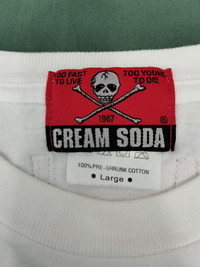 TOO FAST TOO YOUNG
TO LIVE TO DIE
1967
®
CREAM SODA
100% PRE-SHRUNK COTTON
• Large •